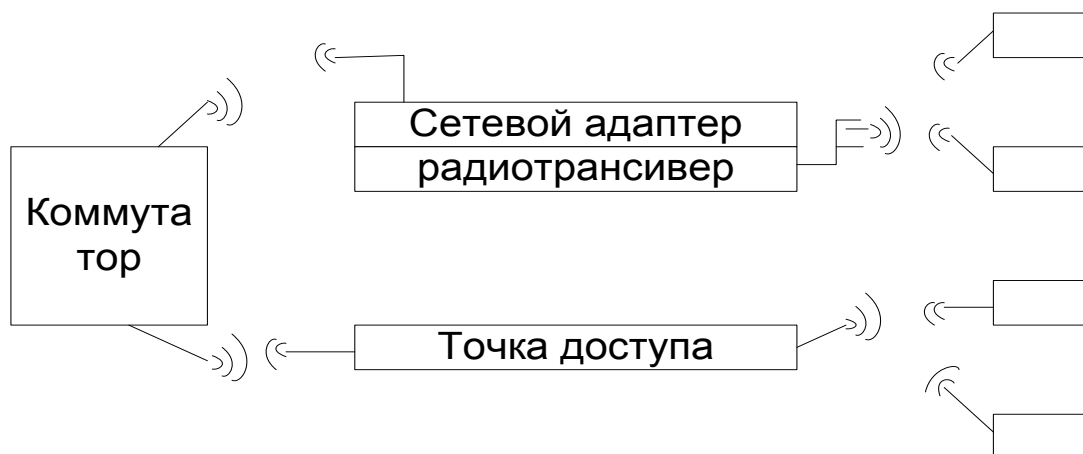 Сетевой адаптер
радиотрансивер
Коммута
тор
Точка доступа